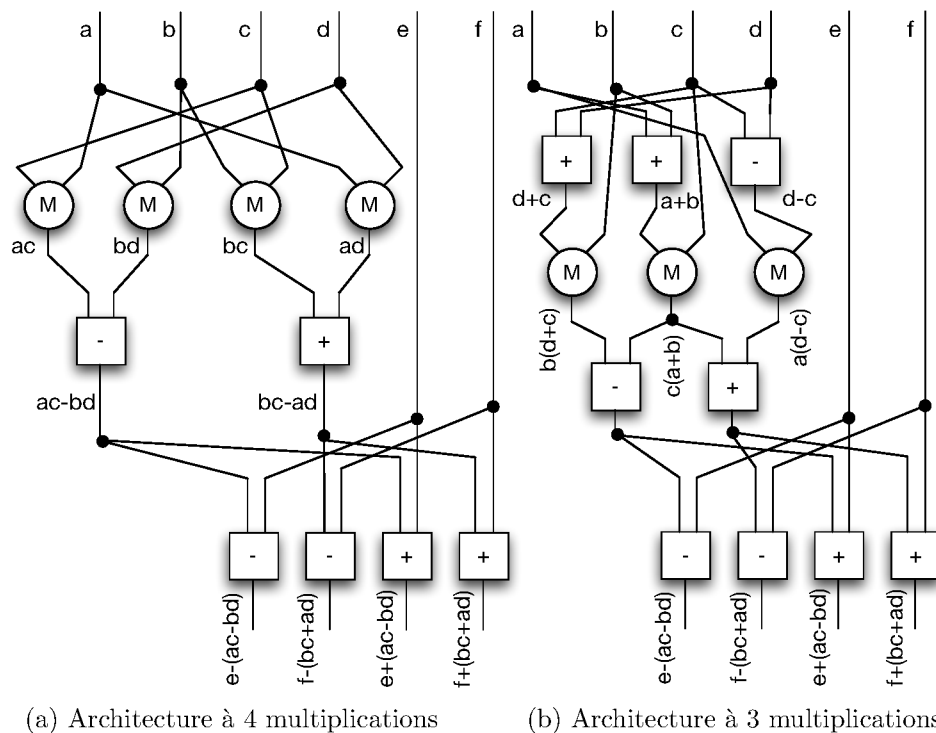 a b c d e f a b c d e f
+ + -
d+c a+b d-c
M M M M
ac bd bc ad
M M M
b(d+c) c(a+b) a(d-c)
- +
- +
ac-bd bc-ad
- - + + - - + +
e-(ac-bd) f-(bc+ad) e+(ac-bd) f+(bc+ad) e-(ac-bd) f-(bc+ad) e+(ac-bd) f+(bc+ad)
(a) Architecture à 4 multiplications (b) Architecture à 3 multiplications